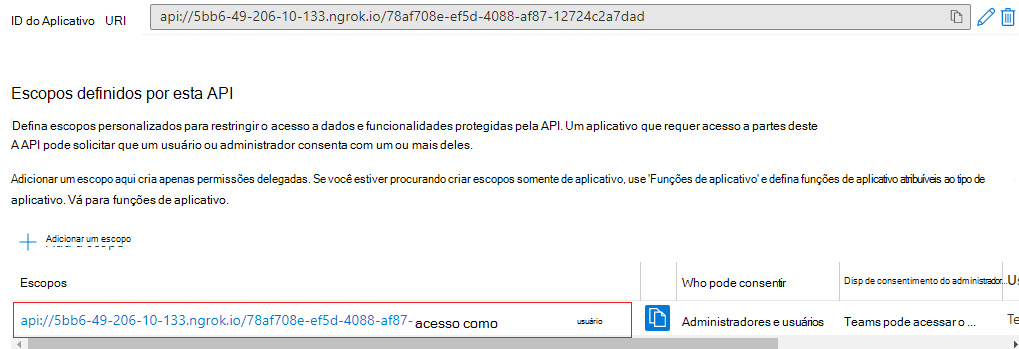 ID do Aplicativo URI api://5bb6-49-206-10-133.ngrok.io/78af708e-ef5d-4088-af87-12724c2a7dad
Escopos definidos por esta API
Defina escopos personalizados para restringir o acesso a dados e funcionalidades protegidas pela API. Um aplicativo que requer acesso a partes deste
A API pode solicitar que um usuário ou administrador consenta com um ou mais deles.
Adicionar um escopo aqui cria apenas permissões delegadas. Se você estiver procurando criar escopos somente de aplicativo, use 'Funções de aplicativo' e defina funções de aplicativo atribuíveis ao tipo de
aplicativo. Vá para funções de aplicativo.
Adicionar um escopo
Escopos Who pode consentir Disp de consentimento do administrador... Us
api://5bb6-49-206-10-133.ngrok.io/78af708e-ef5d-4088-af87- acesso como usuário Administradores e usuários Teams pode acessar o ... Te